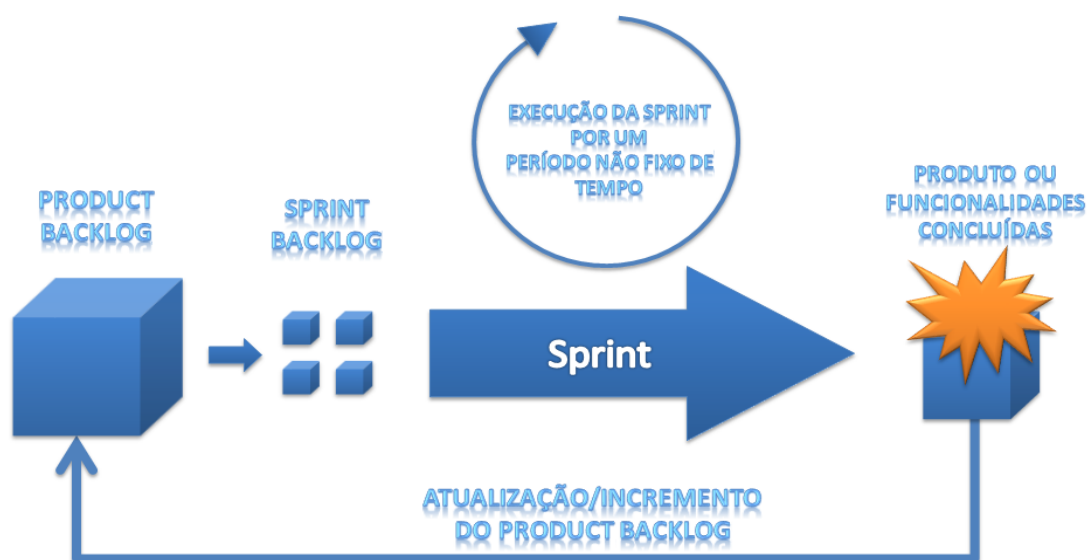 PRODUCT
BACKLOG
SPRINT
BACKLOG
EXECUÇÃO DA SPRINT
POR UM
PERÍODO NÃO FIXO DE
TEMPO
PRODUTO OU
FUNCIONALIDADES
CONCLUÍDAS
Sprint
ATUALIZAÇÃO/INCREMENTO
DO PRODUCT BACKLOG